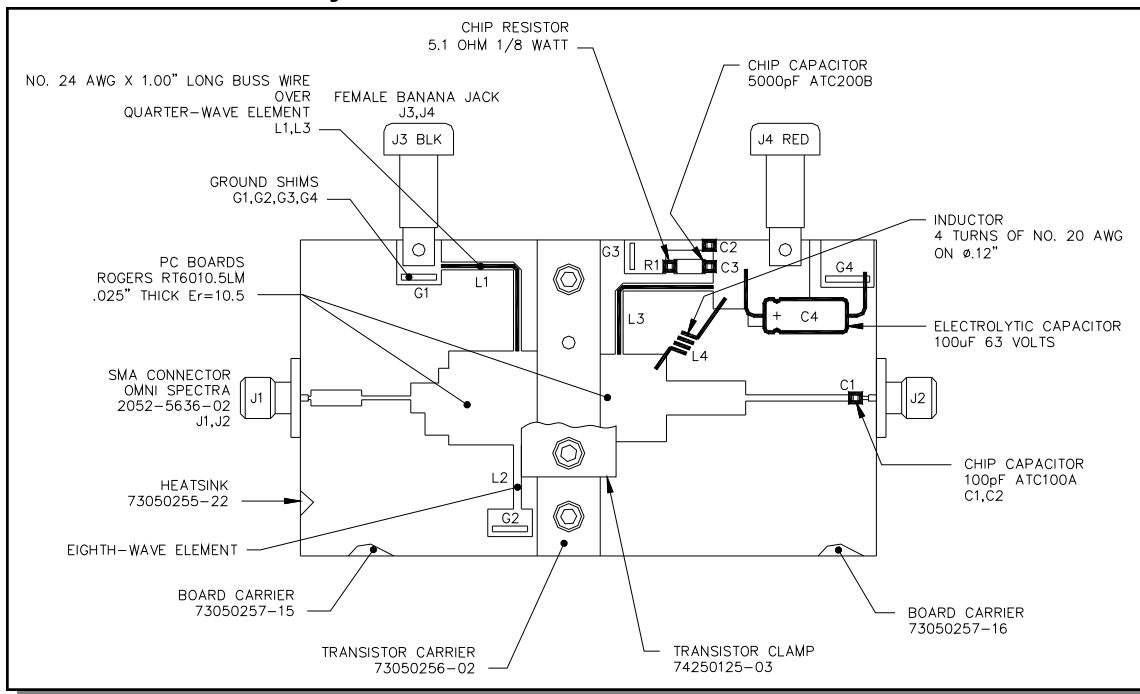 CHIP RESISTOR
5.1 OHM 1/8 WATT
CHIP CAPACITOR
5000pF ATC200B
NO. 24 AWG X 1.00" LONG BUSS WIRE
OVER
QUARTER-WAVE ELEMENT
L1,L3
FEMALE BANANA JACK
J3,J4
J3 BLK
J4 RED
GROUND SHIMS
G1,G2,G3,G4
INDUCTOR
4 TURNS OF NO. 20 AWG
ON ø.12"
G3
C2
R1
C3
G4
G1
L1
PC BOARDS
ROGERS RT6010.5LM
.025" THICK Er=10.5
L3
+ C4
ELECTROLYTIC CAPACITOR
100uF 63 VOLTS
L4
SMA CONNECTOR
OMNI SPECTRA
2052-5636-02
J1,J2
J1
C1
J2
CHIP CAPACITOR
100pF ATC100A
C1,C2
HEATSINK
73050255-22
L2
G2
EIGHTH-WAVE ELEMENT
BOARD CARRIER
73050257-15
BOARD CARRIER
73050257-16
TRANSISTOR CARRIER
73050256-02
TRANSISTOR CLAMP
74250125-03